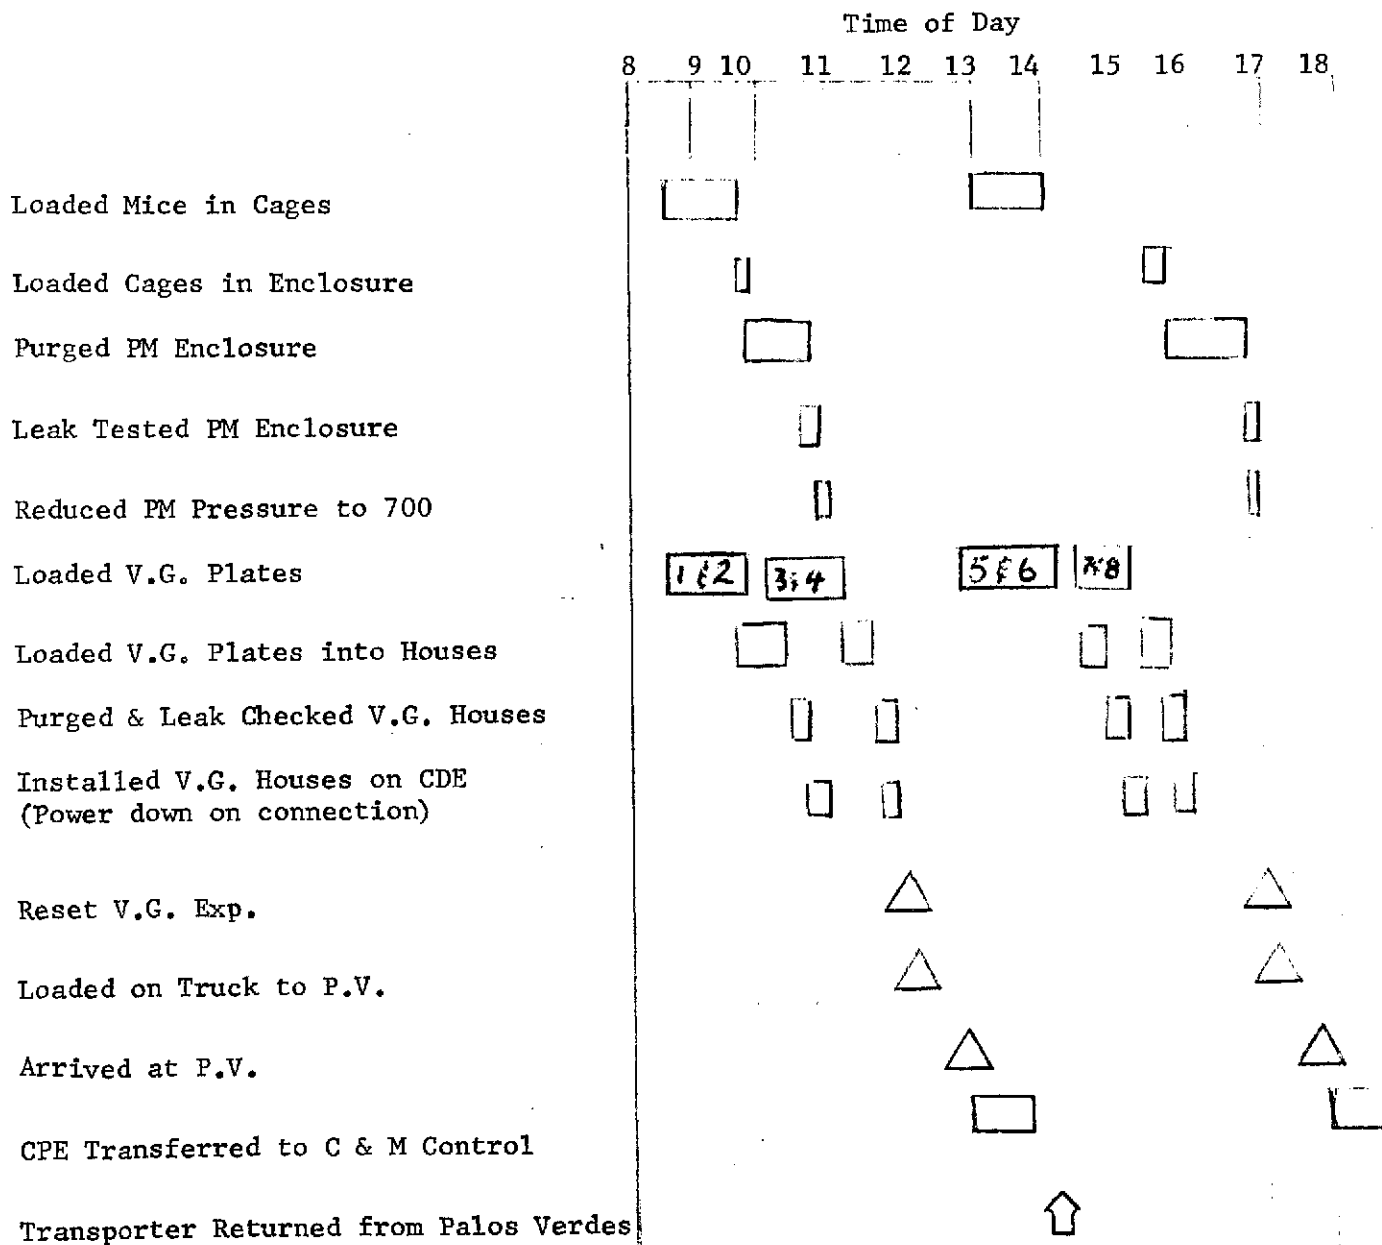 Time of Day
8 9 10 11 12 13 14 15 16 17 18
Loaded Mice in Cages
Loaded Cages in Enclosure
Purged PM Enclosure
Leak Tested PM Enclosure
Reduced PM Pressure to 700
Loaded V.G. Plates 1 & 2 3 & 4 5 & 6 7 & 8
Loaded V.G. Plates into Houses
Purged & Leak Checked V.G. Houses
Installed V.G. Houses on CDE
(Power down on connection)
Reset V.G. Exp.
Loaded on Truck to P.V.
Arrived at P.V.
CPE Transferred to C & M Control
Transporter Returned from Palos Verdes